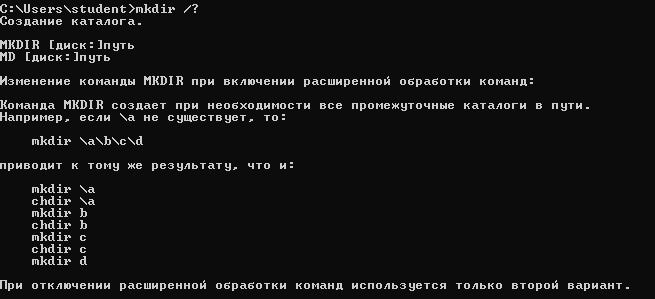 C:\Users\student>mkdir /?
Создание каталога.
MKDIR [диск:]путь
MD [диск:]путь
Изменение команды MKDIR при включении расширенной обработки команд:
Команда MKDIR создает при необходимости все промежуточные каталоги в пути.
Например, если \a не существует, то:
mkdir \a\b\c\d
приводит к тому же результату, что и:
mkdir \a
chdir \a
mkdir b
chdir b
mkdir c
chdir c
mkdir d
При отключении расширенной обработки команд используется только второй вариант.